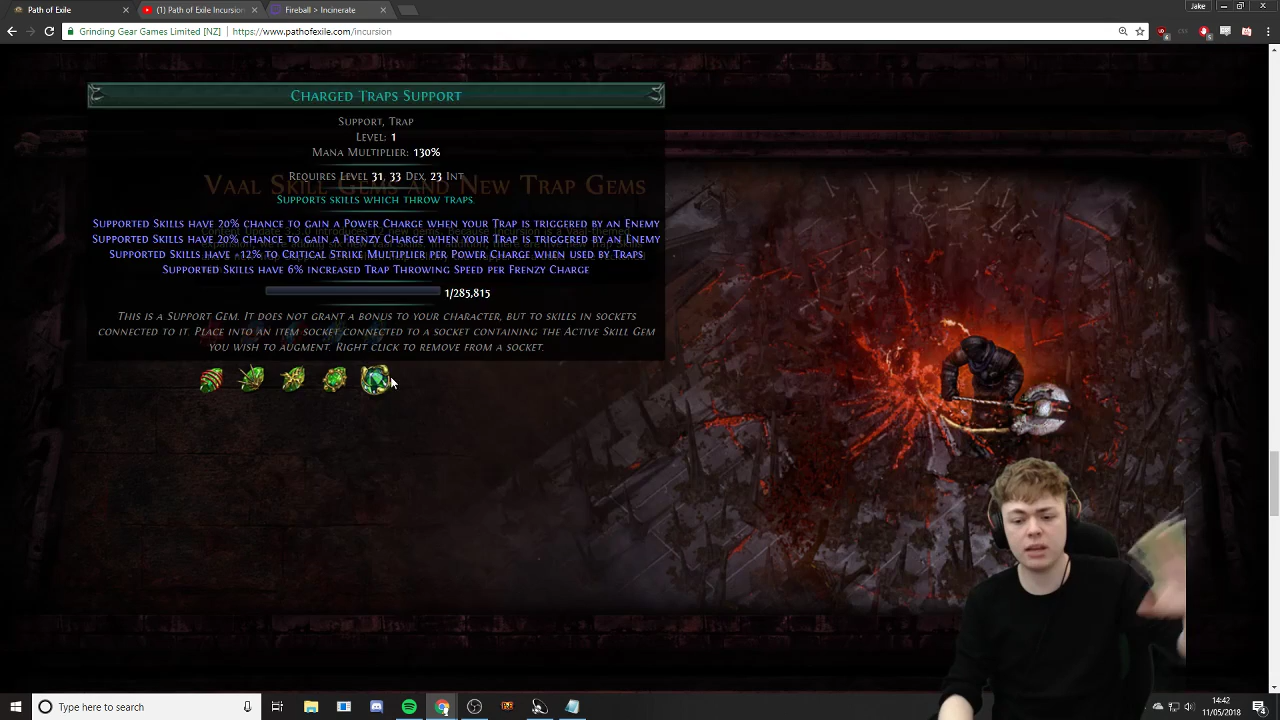 Path of Exile
(1) Path of Exile Incursion
Fireball > Incinerate
Jake
Grinding Gear Games Limited [NZ] | https://www.pathofexile.com/incursion
Charged Traps Support
Support, Trap
Level: 1
Mana Multiplier: 130%
Requires Level 31, 33 Dex, 23 Int
Vaal Skill Gems and New Trap Gems
Supports skills which throw traps.
Supported Skills have 20% chance to gain a Power Charge when your Trap is triggered by an Enemy
Supported Skills have 20% chance to gain a Frenzy Charge when your Trap is triggered by an Enemy
Supported Skills have +12% to Critical Strike Multiplier per Power Charge when used by Traps
Supported Skills have 6% increased Trap Throwing Speed per Frenzy Charge
1/285,815
This is a Support Gem. It does not grant a bonus to your character, but to skills in sockets
connected to it. Place into an item socket connected to a socket containing the Active Skill Gem
you wish to augment. Right click to remove from a socket.
Type here to search
14:42
11/05/2018